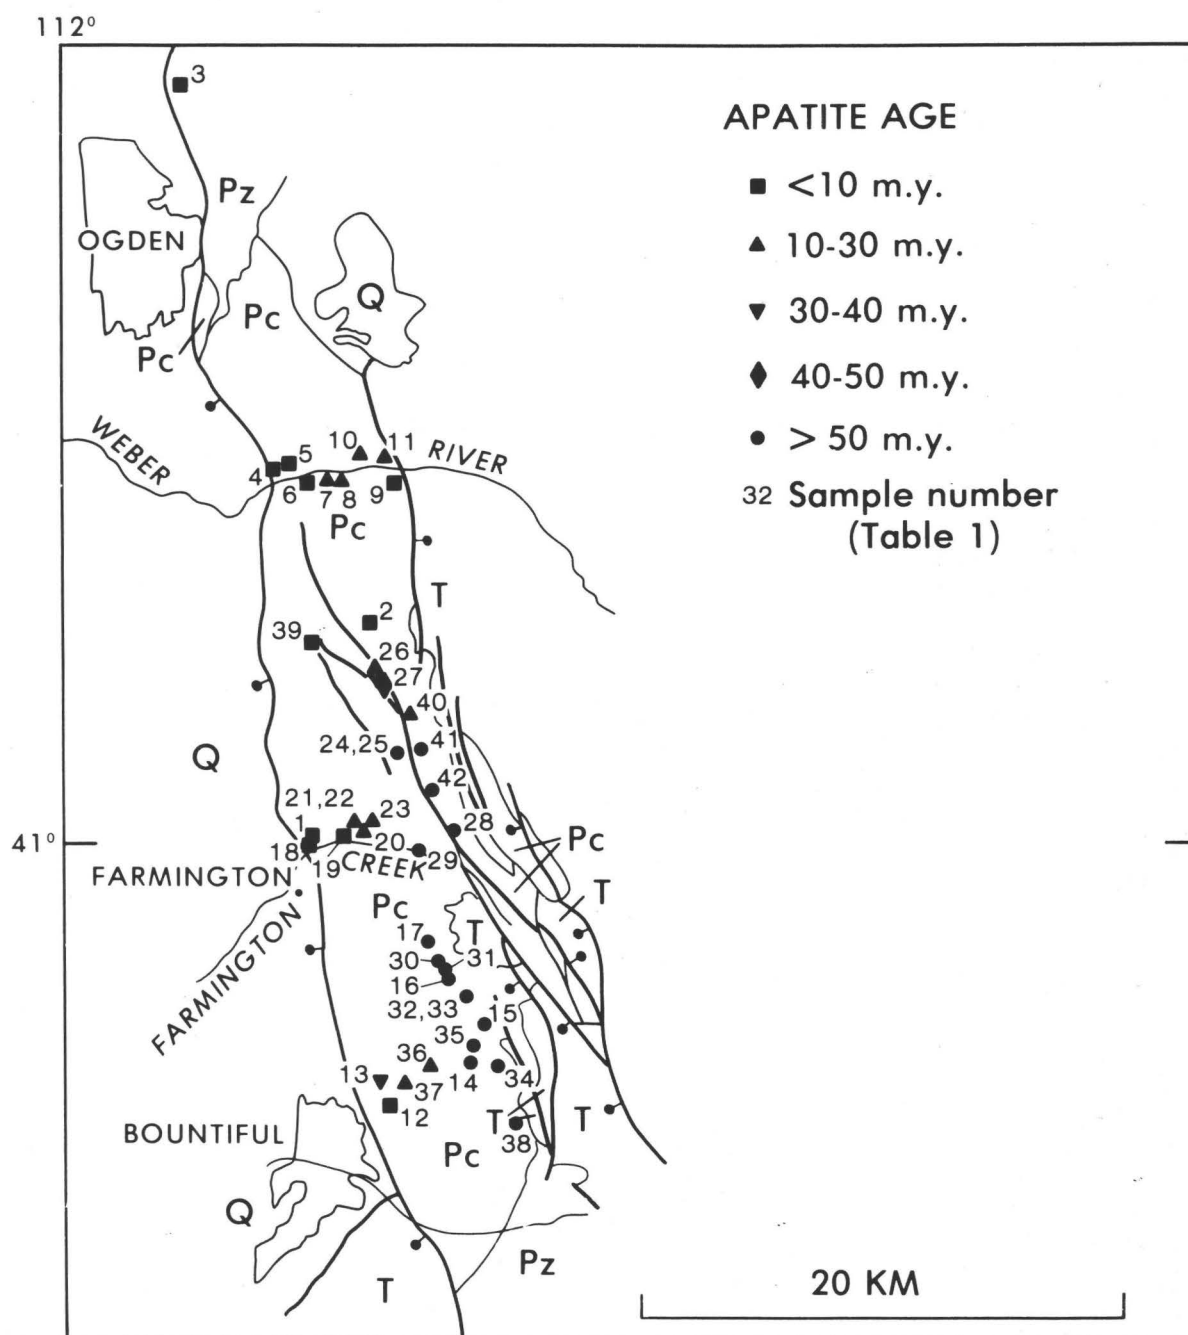 112°
3
APATITE AGE
■ <10 m.y.
▲ 10-30 m.y.
▼ 30-40 m.y.
♦ 40-50 m.y.
● > 50 m.y.
32 Sample number
(Table 1)
Pz
OGDEN
Q
Pc
Pc
WEBER
RIVER
10
11
5
4
6
7
8
9
Pc
T
2
39
26
27
40
24,25
41
Q
42
21,22
23
1
28
41°
18
19
20
29
Pc
CREEK
FARMINGTON
T
FARMINGTON
Pc
17
T
30
31
16
32,33
15
35
36
13
37
14
34
12
T
T
38
BOUNTIFUL
Pc
Q
Pz
T
20 KM